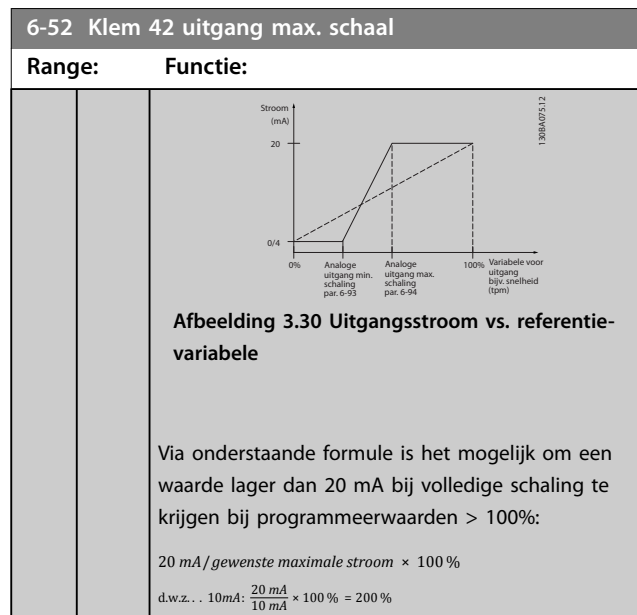 6-52 Klem 42 uitgang max. schaal
Range: Functie:
Stroom
(mA)
20
0/4
0%
Analoge
uitgang min.
schaling
par. 6-93
Analoge
uitgang max.
schaling
par. 6-94
100%
Variabele voor
uitgang
bijv. snelheid
(tpm)
130BA075.12
Afbeelding 3.30 Uitgangsstroom vs. referentie-
variabele
Via onderstaande formule is het mogelijk om een
waarde lager dan 20 mA bij volledige schaling te
krijgen bij programmeerwaarden > 100%:
20 mA / gewenste maximale stroom × 100 %
d.w.z. . . 10mA: 20 mA / 10 mA × 100 % = 200 %